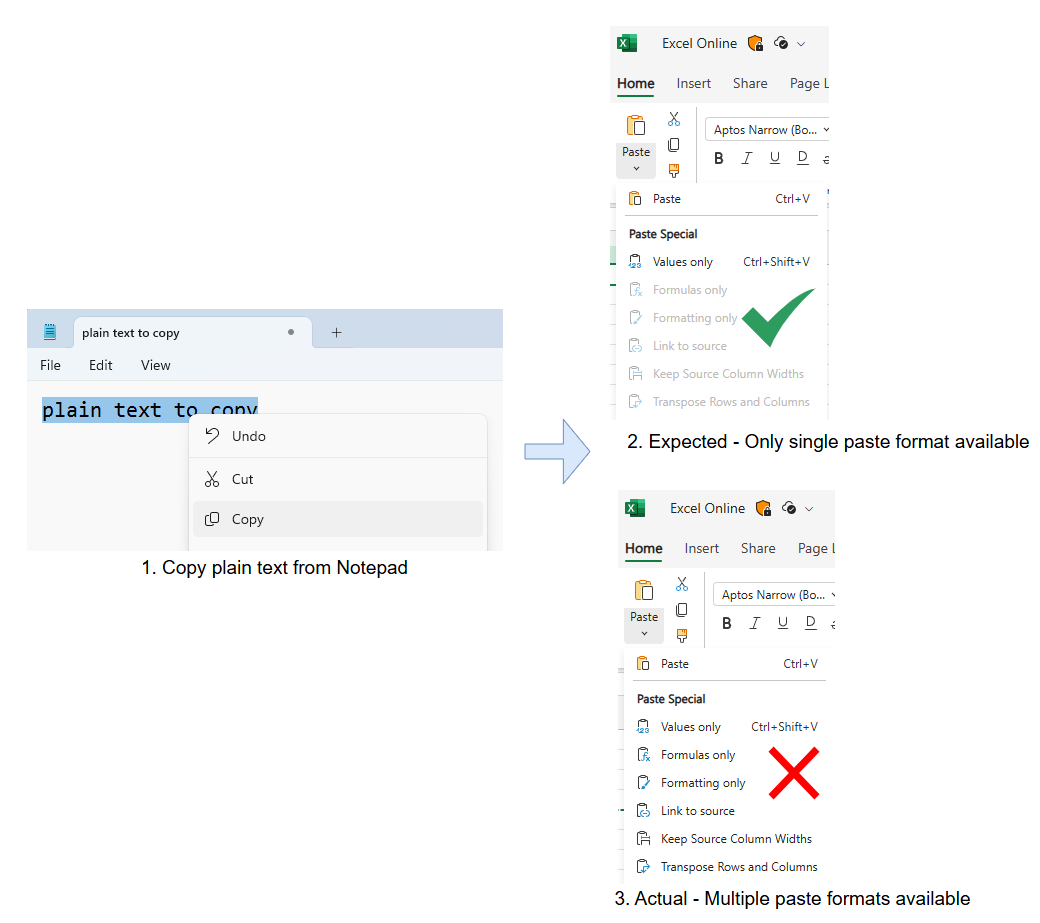 plain text to copy
File Edit View
plain text to copy
Undo
Cut
Copy
1. Copy plain text from Notepad
Excel Online
Home Insert Share Page L
Paste
Aptos Narrow (Bo...
B I U D
Paste Ctrl+V
Paste Special
Values only Ctrl+Shift+V
Formulas only
Formatting only
Link to source
Keep Source Column Widths
Transpose Rows and Columns
2. Expected - Only single paste format available
Excel Online
Home Insert Share Page L
Paste
Aptos Narrow (Bo...
B I U D
Paste Ctrl+V
Paste Special
Values only Ctrl+Shift+V
Formulas only
Formatting only
Link to source
Keep Source Column Widths
Transpose Rows and Columns
3. Actual - Multiple paste formats available